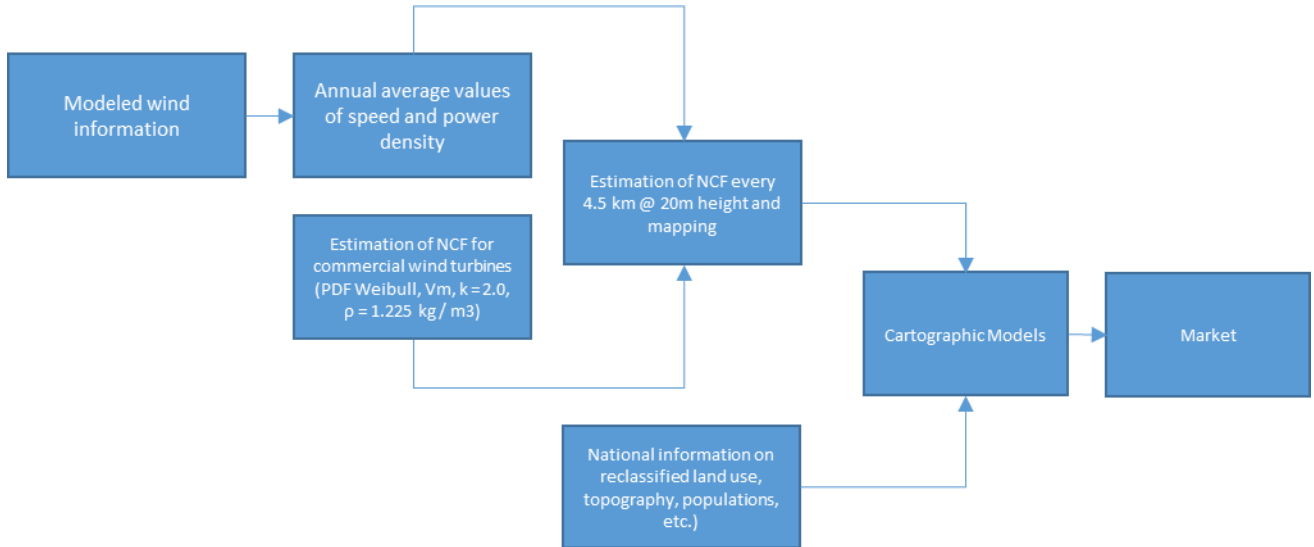 Modeled wind
information
Annual average values
of speed and power
density
Estimation of NCF for
commercial wind turbines
(PDF Weibull, Vm, k = 2.0,
ρ = 1.225 kg / m3)
Estimation of NCF every
4.5 km @ 20m height and
mapping
National information on
reclassified land use,
topography, populations,
etc.)
Cartographic Models
Market